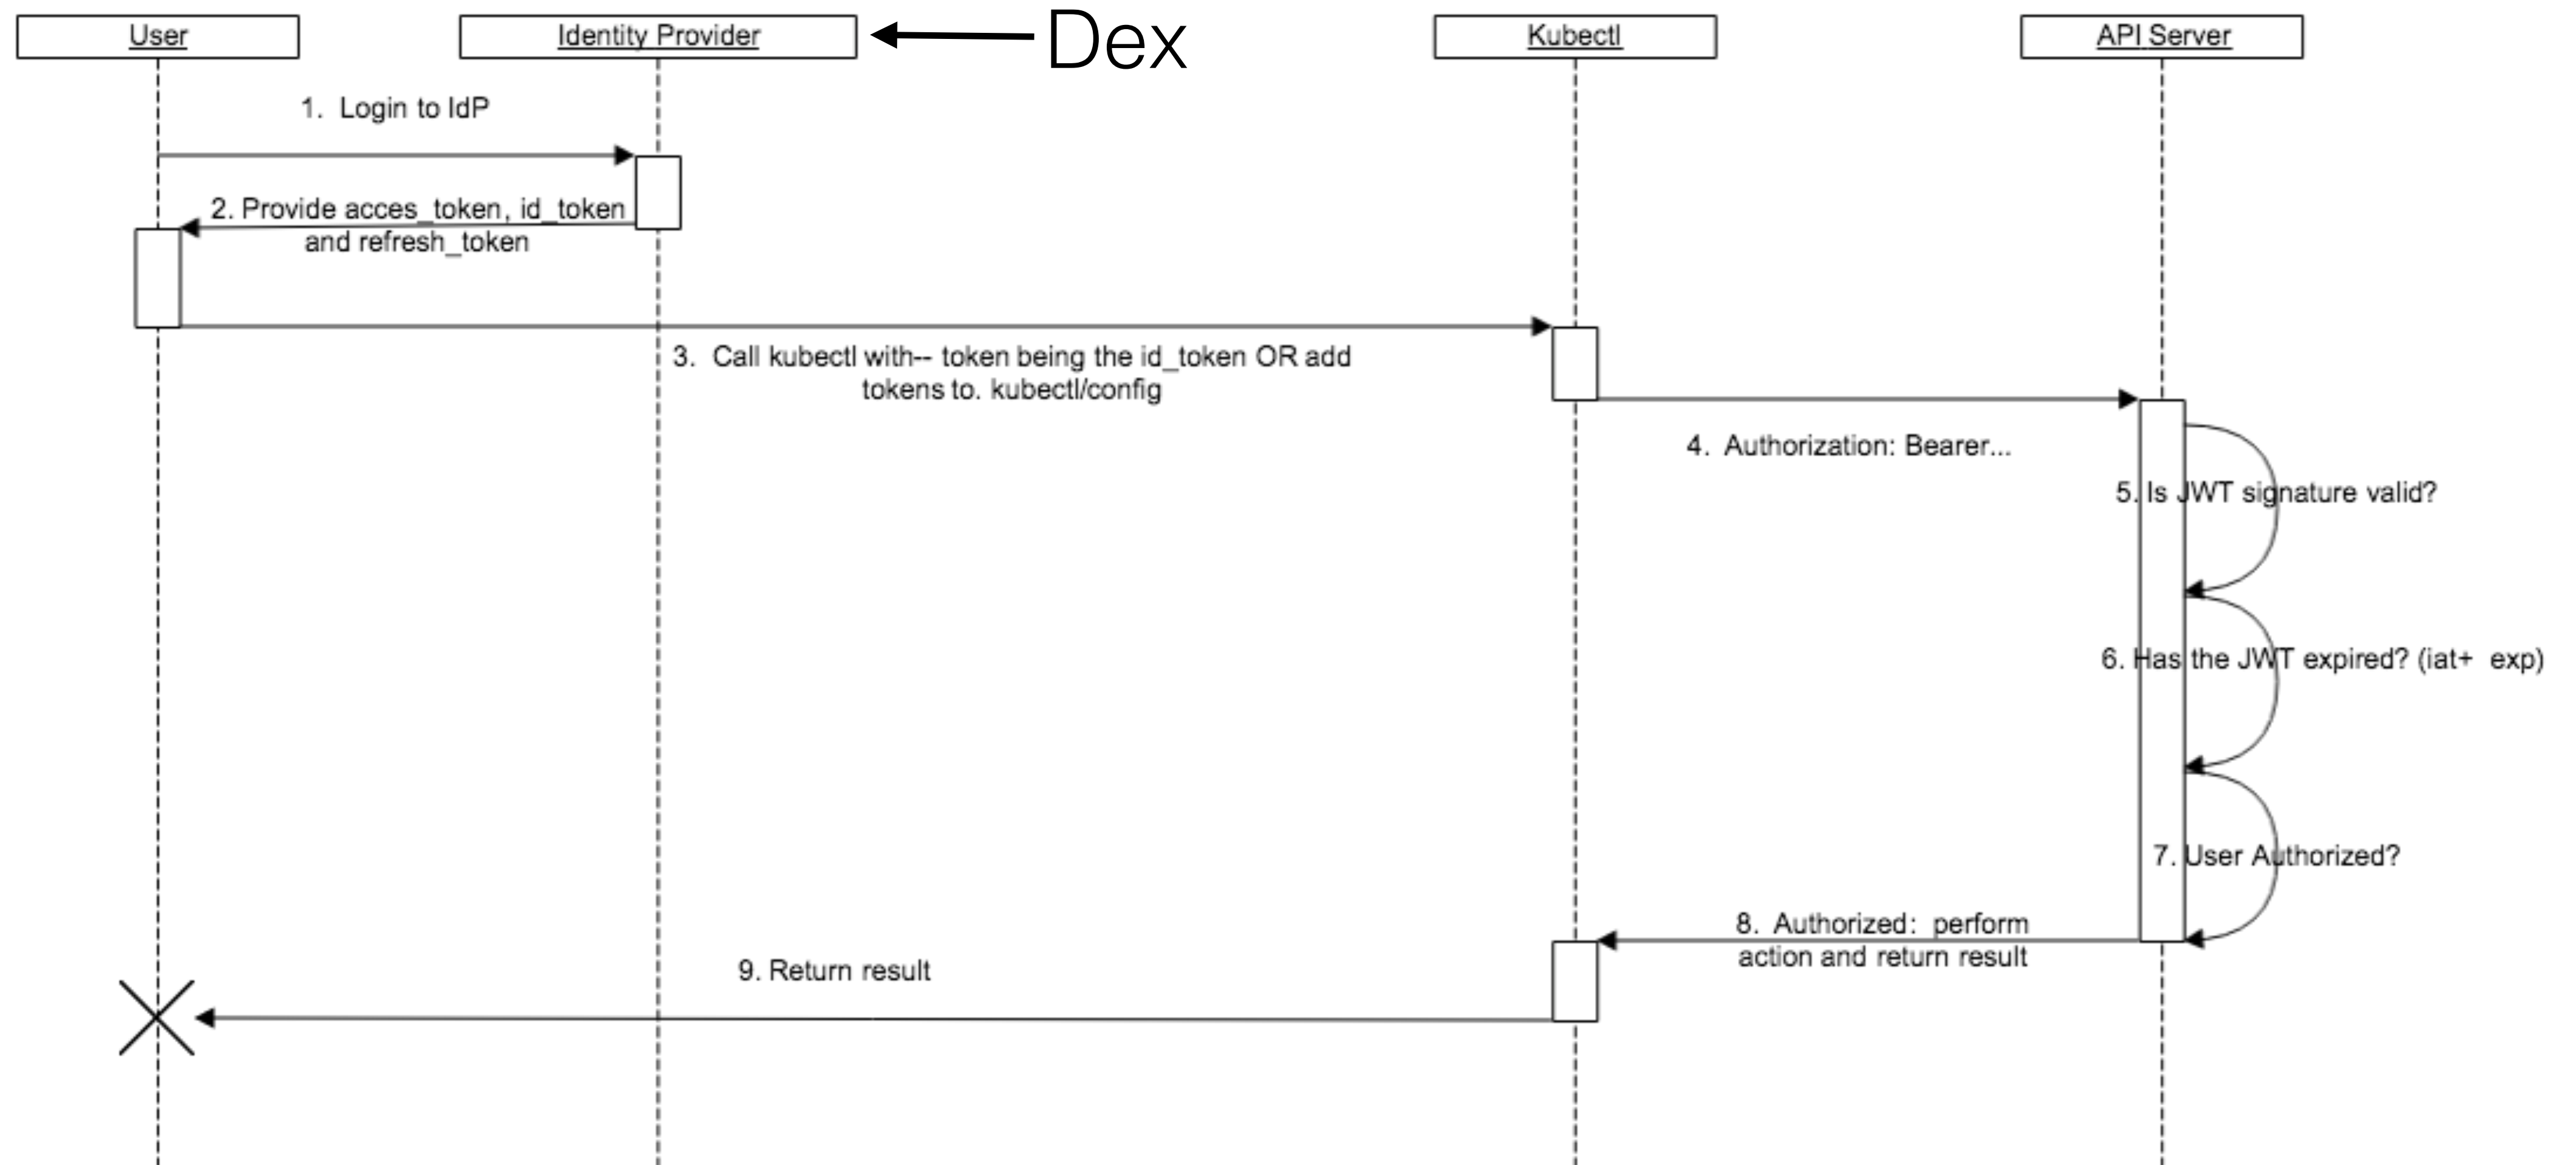 User
Identity Provider
Dex
Kubectl
API Server
1. Login to IdP
2. Provide acces_token, id_token
and refresh_token
3. Call kubectl with-- token being the id_token OR add
tokens to. kubectl/config
4. Authorization: Bearer...
5. Is JWT signature valid?
6. Has the JWT expired? (iat+ exp)
7. User Authorized?
8. Authorized: perform
action and return result
9. Return result